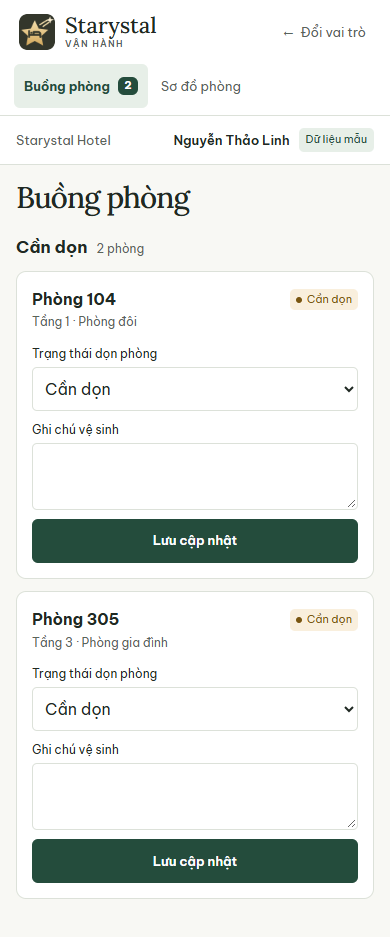 Starystal
VẬN HÀNH
← Đổi vai trò
Buồng phòng 2
Sơ đồ phòng
Starystal Hotel
Nguyễn Thảo Linh
Dữ liệu mẫu
Buồng phòng
Cần dọn 2 phòng
Phòng 104
Cần dọn
Tầng 1 · Phòng đôi
Trạng thái dọn phòng
Cần dọn
Ghi chú vệ sinh
Lưu cập nhật
Phòng 305
Cần dọn
Tầng 3 · Phòng gia đình
Trạng thái dọn phòng
Cần dọn
Ghi chú vệ sinh
Lưu cập nhật